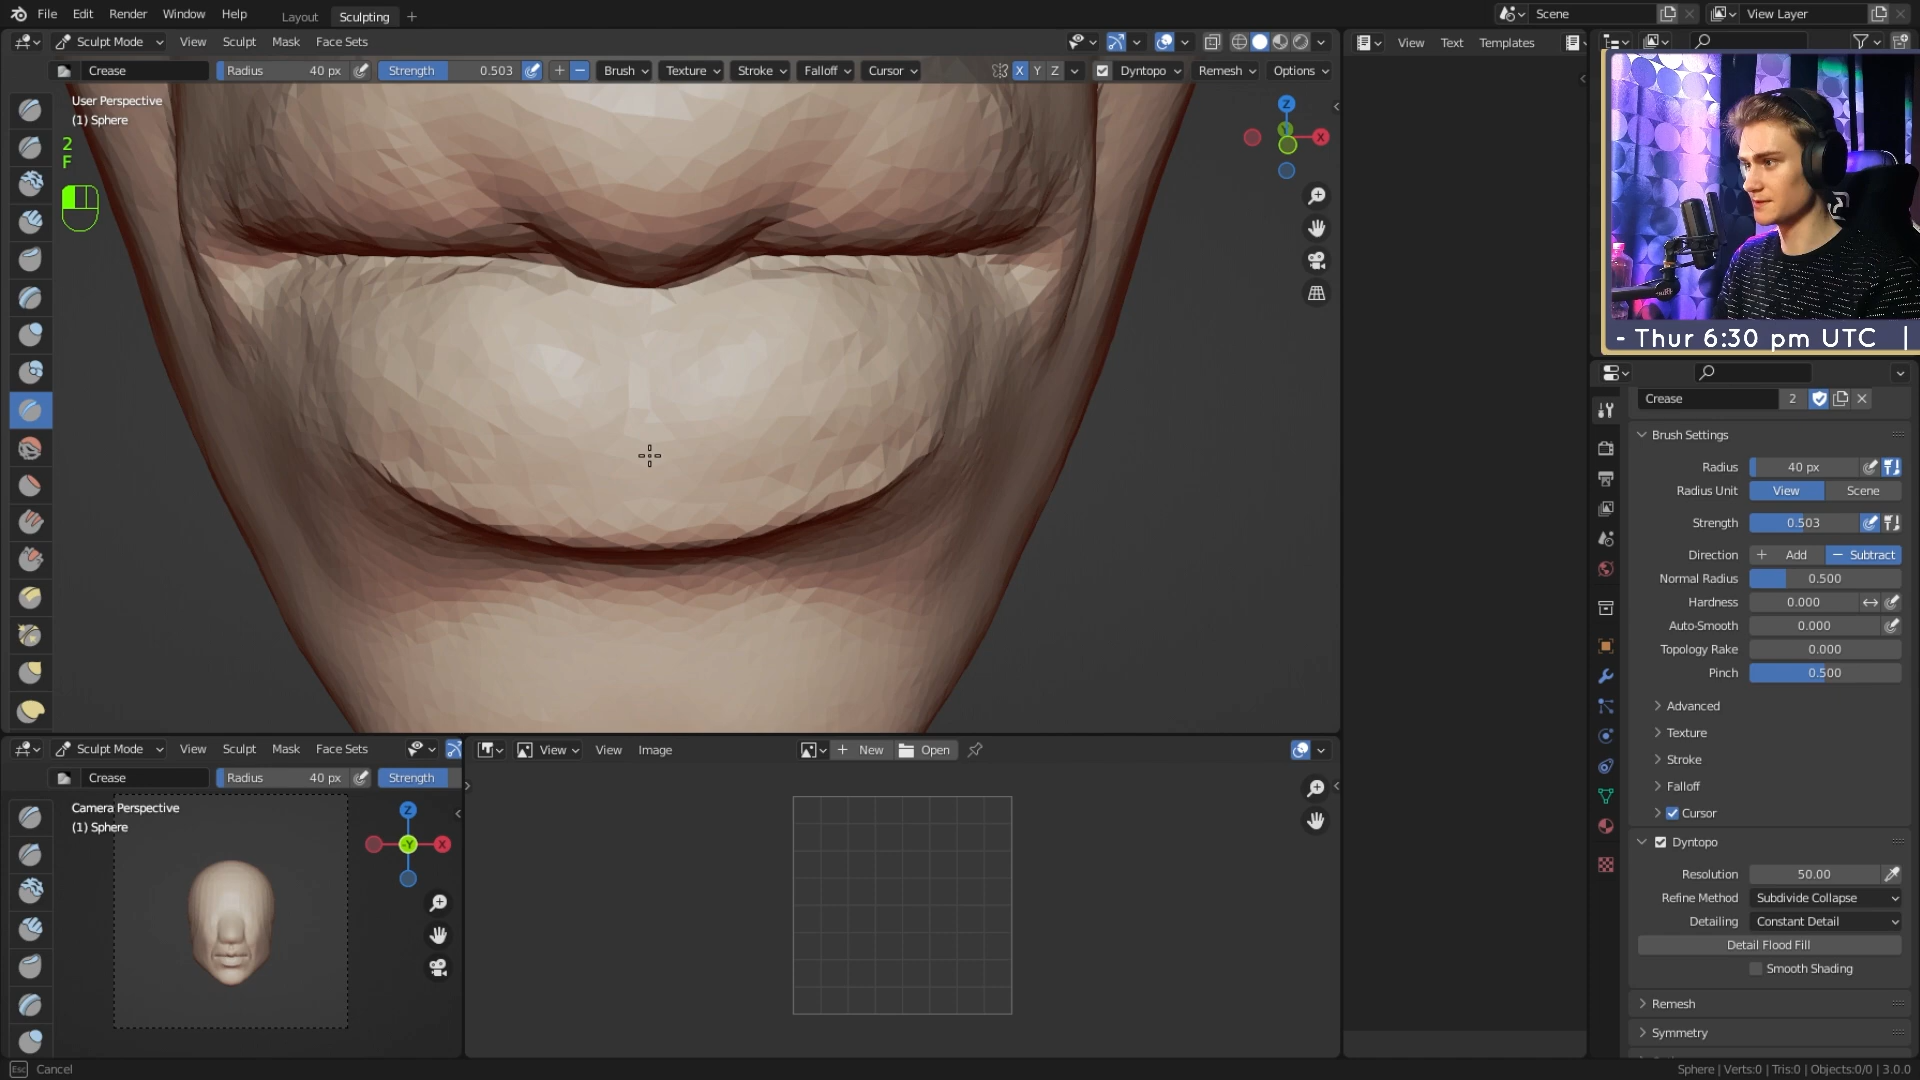 File Edit Render Window Help Layout Sculpting + Scene View Layer
Sculpt Mode View Sculpt Mask Face Sets View Text Templates
Crease Radius 40 px Strength 0.503 + − Brush Texture Stroke Falloff Cursor X Y Z Dyntopo Remesh Options
User Perspective
(1) Sphere
2
F
Z
X
Y
- Thur 6:30 pm UTC |
Crease 2
Brush Settings
Radius 40 px
Radius Unit View Scene
Strength 0.503
Direction + Add − Subtract
Normal Radius 0.500
Hardness 0.000
Auto-Smooth 0.000
Topology Rake 0.000
Pinch 0.500
Advanced
Texture
Stroke
Falloff
Cursor
Dyntopo
Resolution 50.00
Refine Method Subdivide Collapse
Detailing Constant Detail
Detail Flood Fill
Smooth Shading
Remesh
Symmetry
Sculpt Mode View Sculpt Mask Face Sets
Crease Radius 40 px Strength
Camera Perspective
(1) Sphere
Z
-Y
X
View View Image + New Open
Esc Cancel
Sphere | Verts:0 | Tris:0 | Objects:0/0 | 3.0.0